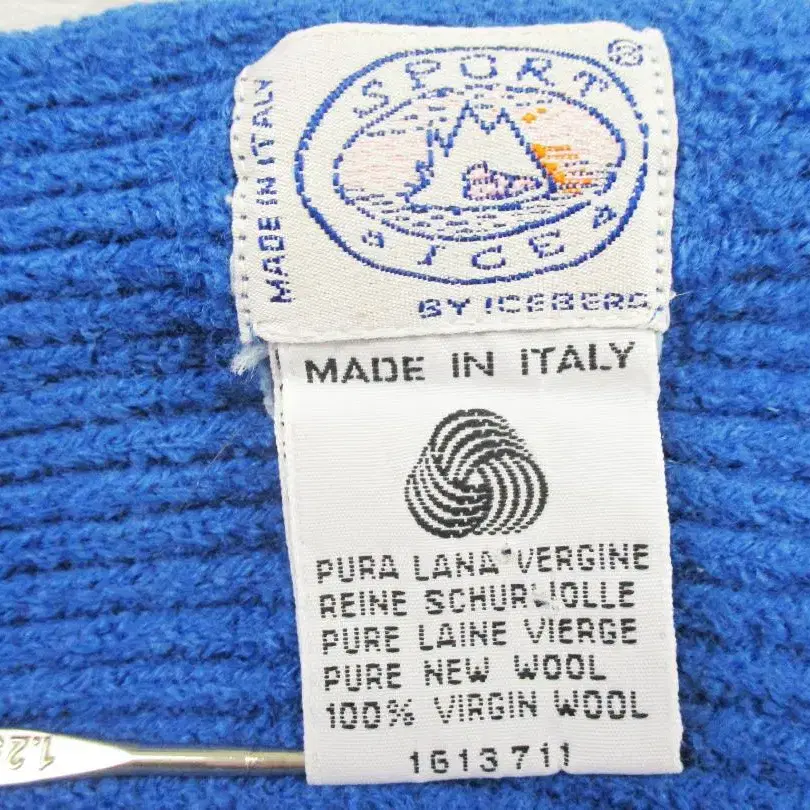 MADE IN ITALY
SPORT ®
ICE
BY ICEBERG
MADE IN ITALY
PURA LANA VERGINE
REINE SCHURWOLLE
PURE LAINE VIERGE
PURE NEW WOOL
100% VIRGIN WOOL
1613711